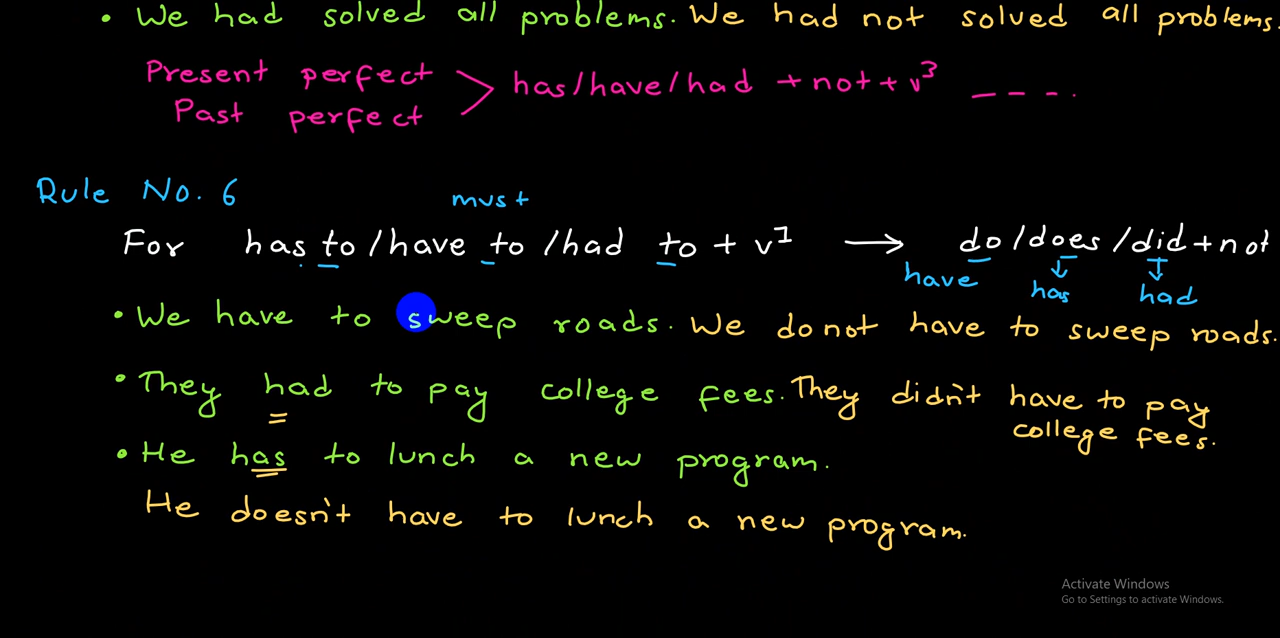 • We had solved all problems. We had not solved all problems.
Present perfect > has/have/had + not + v³ ----.
Past perfect
Rule No. 6
must
For has to/have to/had to + v¹ → do/does/did+not
have has had
• We have to sweep roads. We do not have to sweep roads.
• They had to pay college fees. They didn't have to pay
college fees.
• He has to lunch a new program.
He doesn't have to lunch a new program.
Activate Windows
Go to Settings to activate Windows.